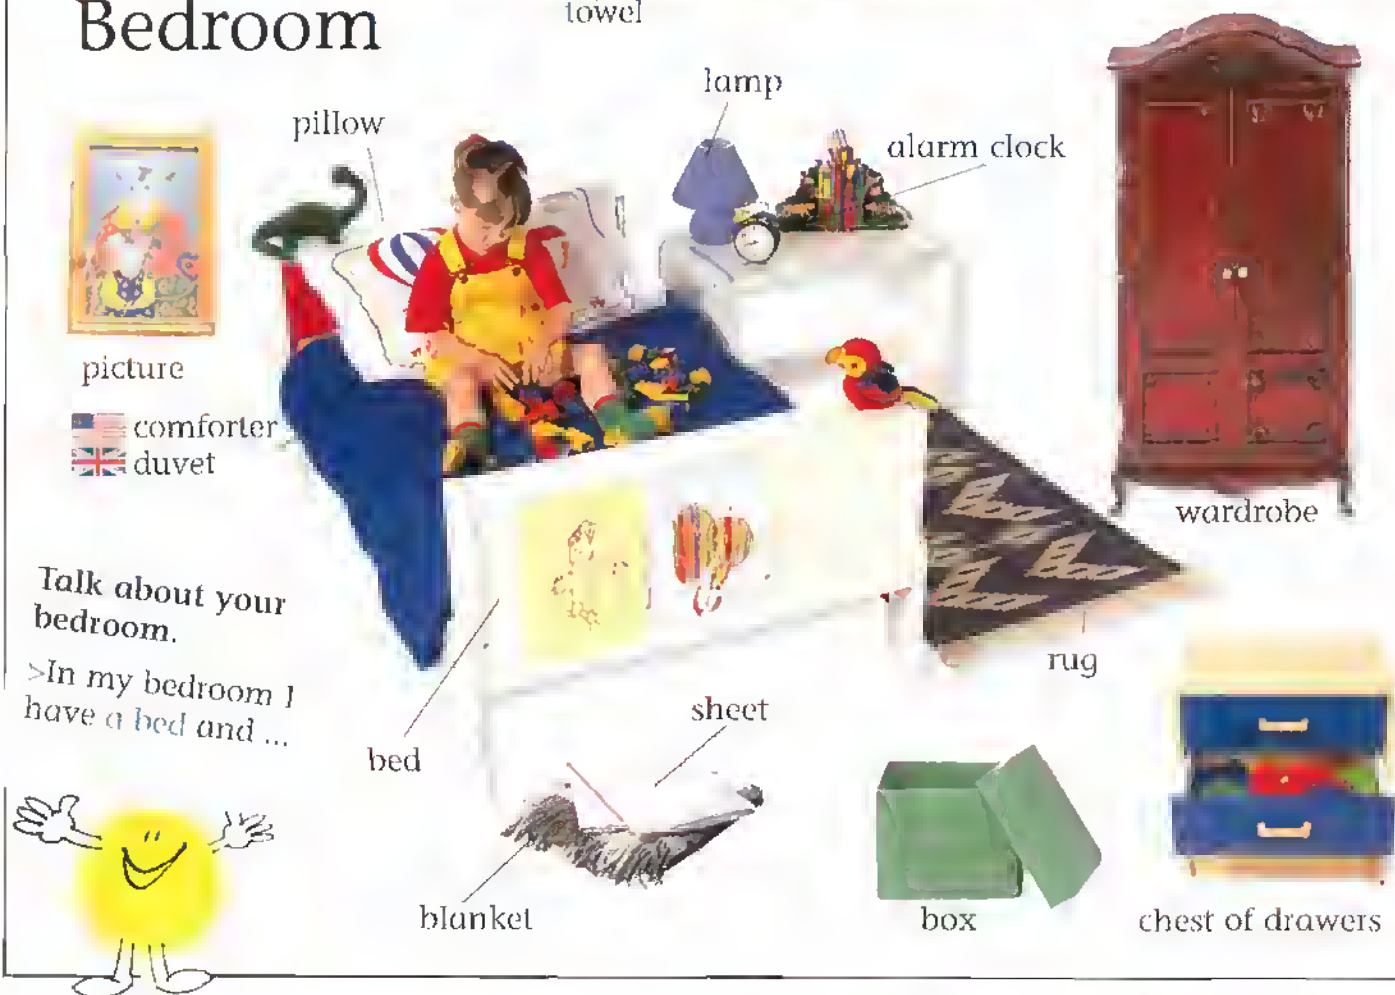 Bedroom
towel
lamp
pillow
alarm clock
picture
comforter
duvet
wardrobe
Talk about your
bedroom.
>In my bedroom I
have a bed and ...
rug
sheet
bed
blanket
box
chest of drawers